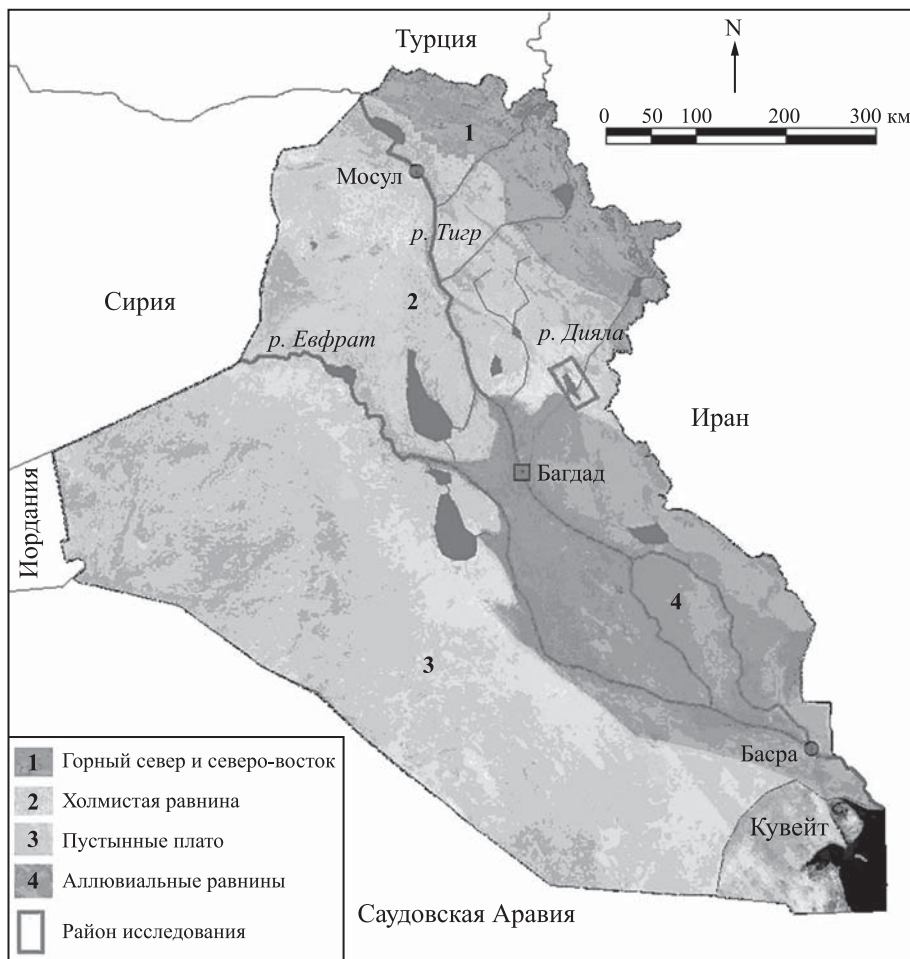 Турция
N
0 50 100 200 300 км
1
Мосул
р. Тигр
Сирия
2
р. Евфрат
р. Дияла
Иран
Багдад
Иордания
4
3
Басра
Кувейт
1 Горный север и северо-восток
2 Холмистая равнина
3 Пустынные плато
4 Аллювиальные равнины
Район исследования
Саудовская Аравия